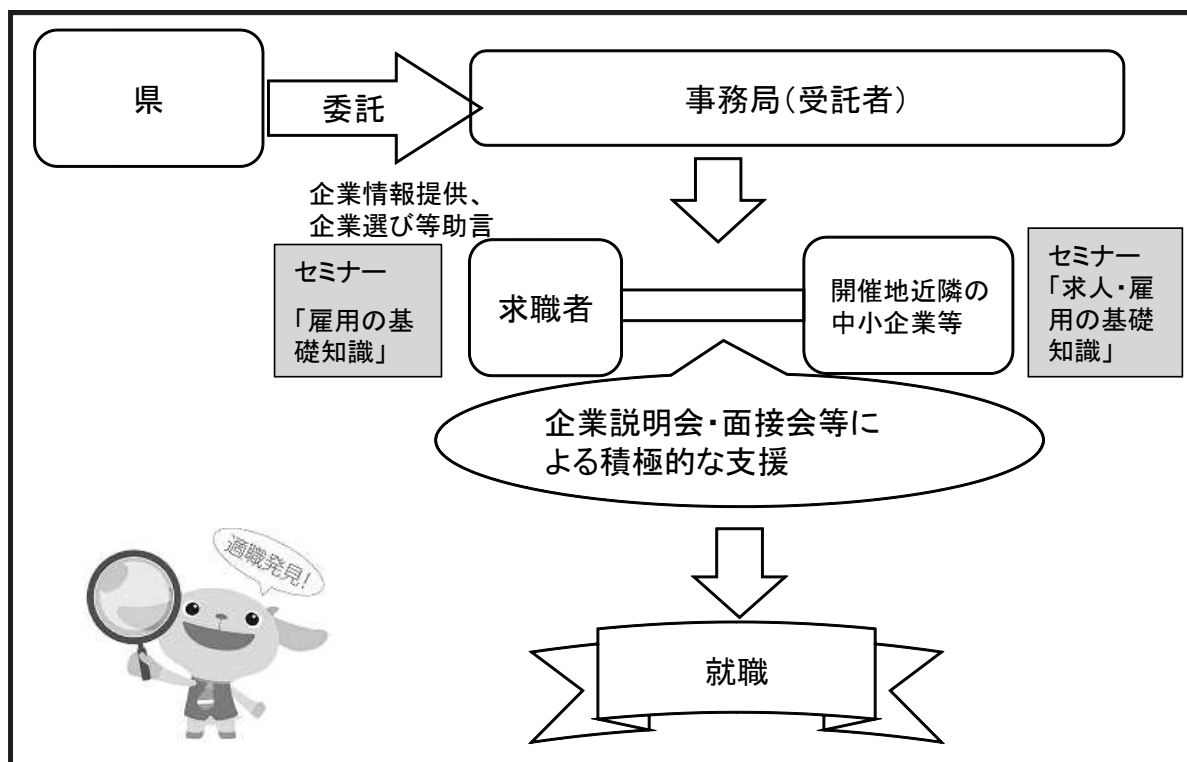 県
委託
事務局(受託者)
企業情報提供、
企業選び等助言
セミナー
「雇用の基
礎知識」
求職者
開催地近隣の
中小企業等
セミナー
「求人・雇
用の基礎
知識」
企業説明会・面接会等に
よる積極的な支援
適職発見!
就職